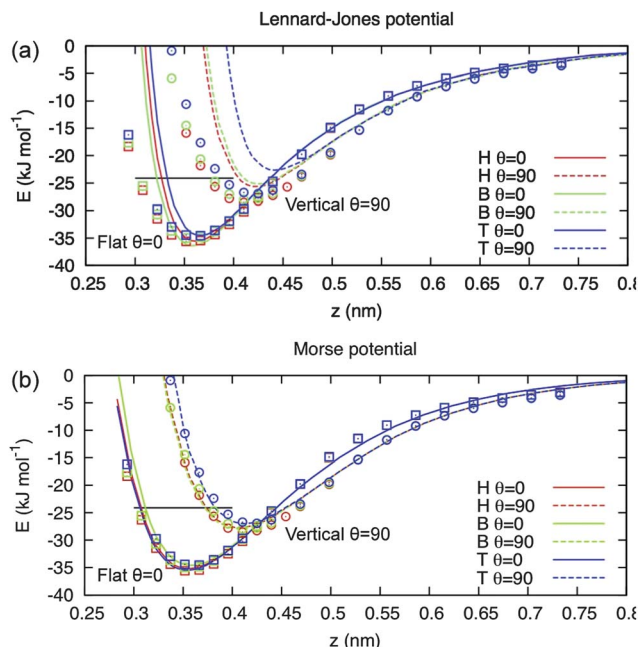 Lennard-Jones potential
(a)
0
-5
-10
-15
-20
-25
-30
-35
-40
E (kJ mol-1)
H θ=0
H θ=90
B θ=0
B θ=90
T θ=0
T θ=90
Vertical θ=90
Flat θ=0
0.25 0.3 0.35 0.4 0.45 0.5 0.55 0.6 0.65 0.7 0.75 0.8
z (nm)
Morse potential
(b)
0
-5
-10
-15
-20
-25
-30
-35
-40
E (kJ mol-1)
H θ=0
H θ=90
B θ=0
B θ=90
T θ=0
T θ=90
Vertical θ=90
Flat θ=0
0.25 0.3 0.35 0.4 0.45 0.5 0.55 0.6 0.65 0.7 0.75 0.8
z (nm)